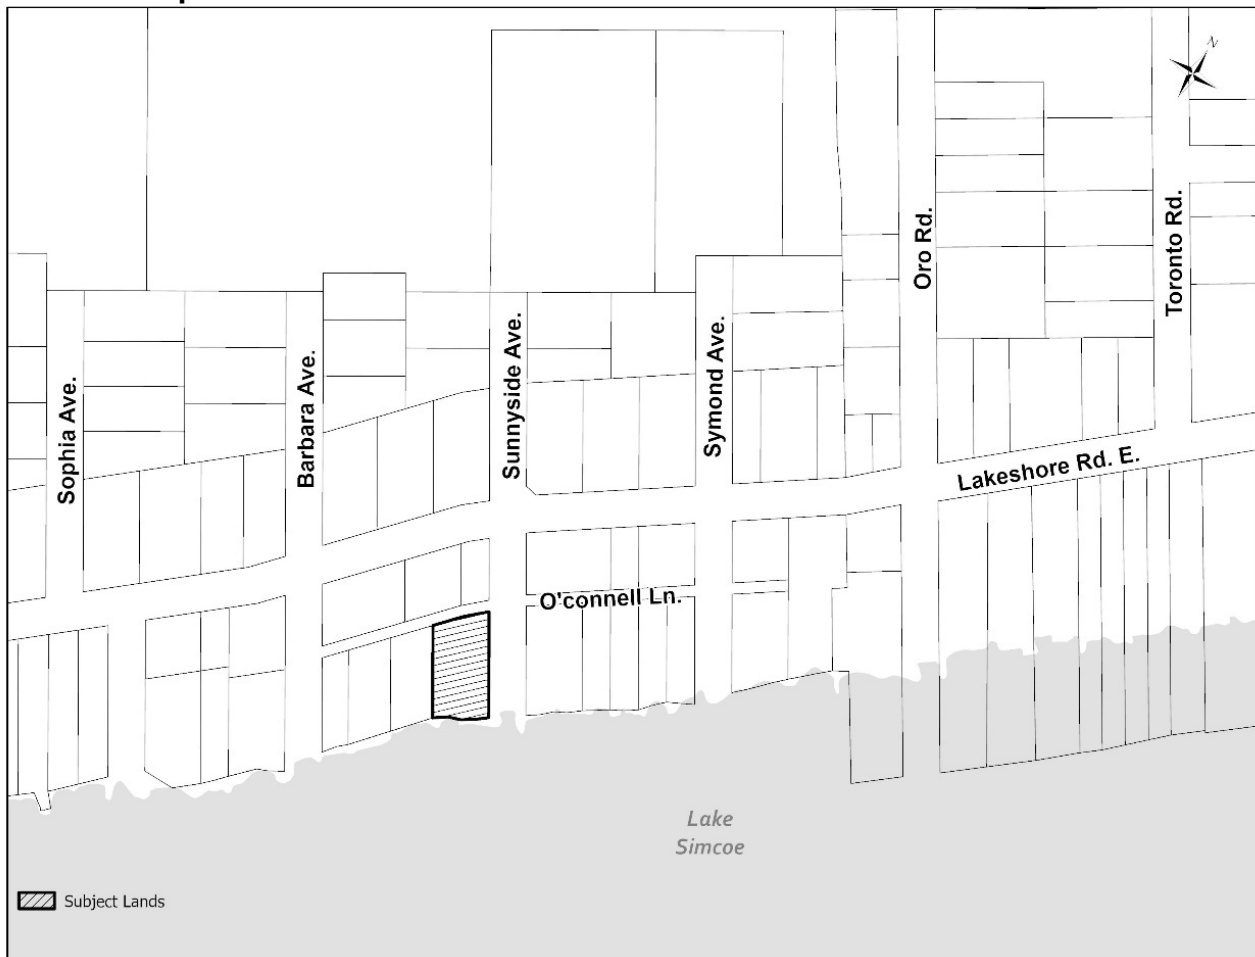 N
Oro Rd.
Toronto Rd.
Sophia Ave.
Barbara Ave.
Sunnyside Ave.
Symond Ave.
Lakeshore Rd. E.
O'connell Ln.
Lake
Simcoe
Subject Lands